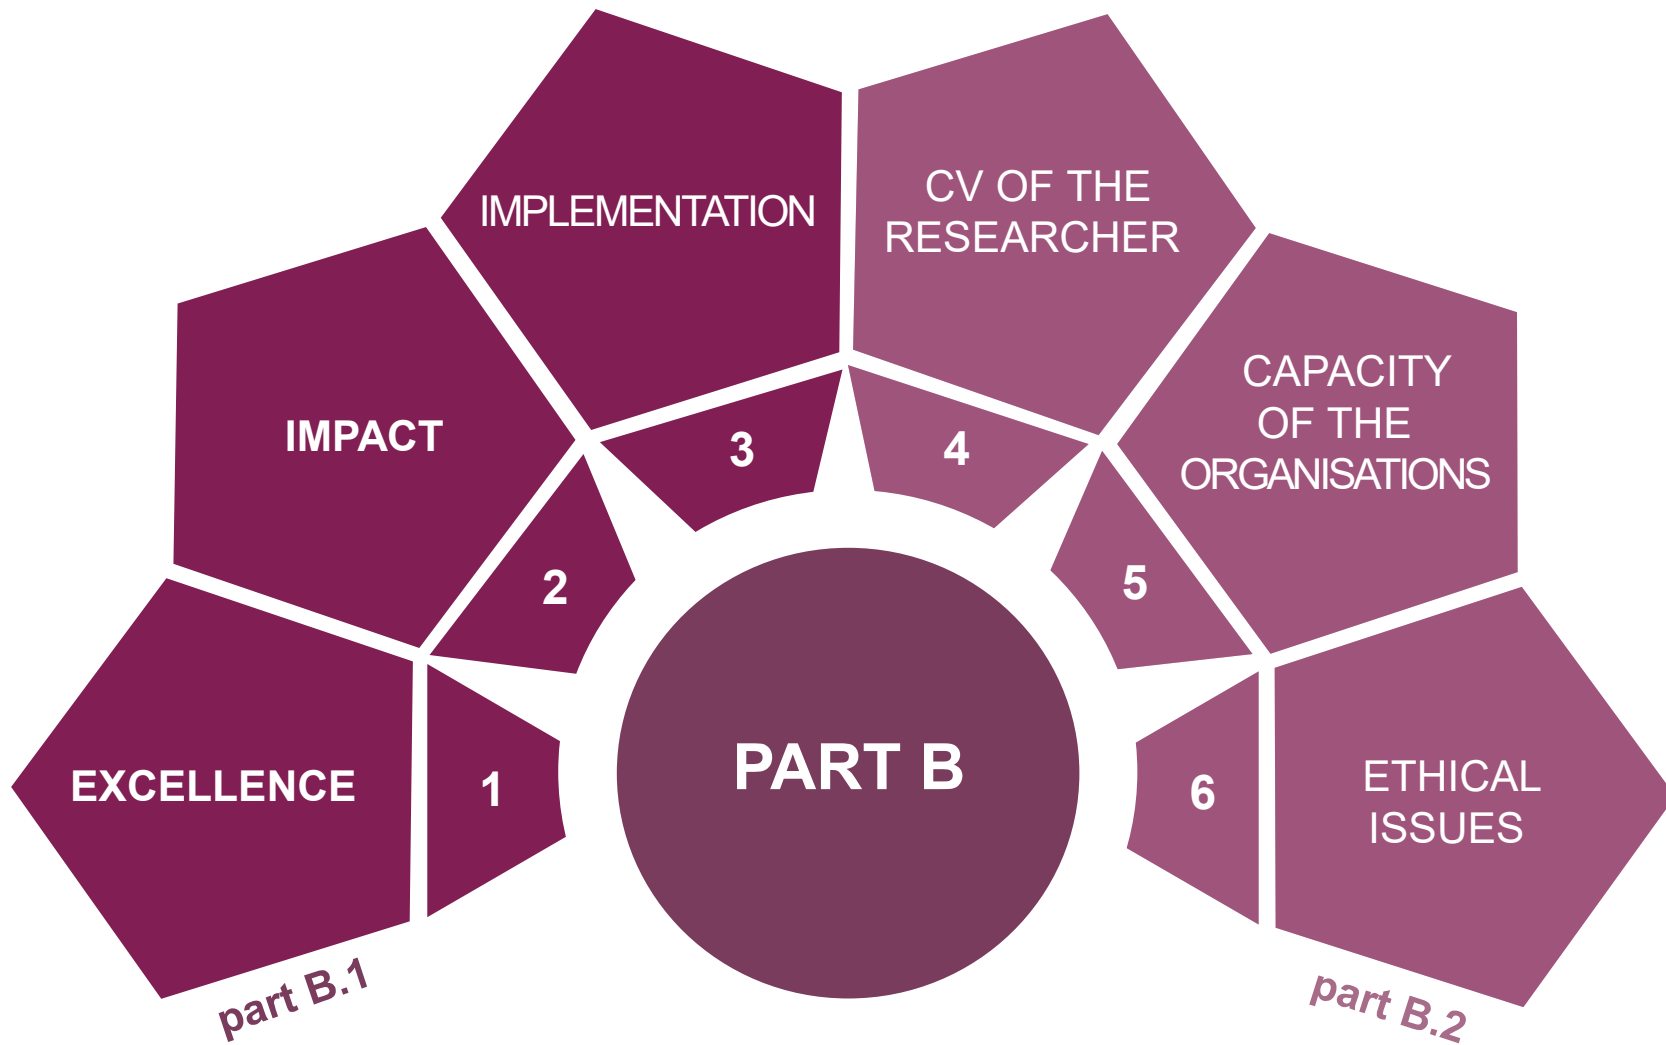 IMPLEMENTATION
CV OF THE
RESEARCHER
IMPACT
CAPACITY
OF THE
ORGANISATIONS
3
4
2
5
EXCELLENCE
1
PART B
6
ETHICAL
ISSUES
part B.1
part B.2